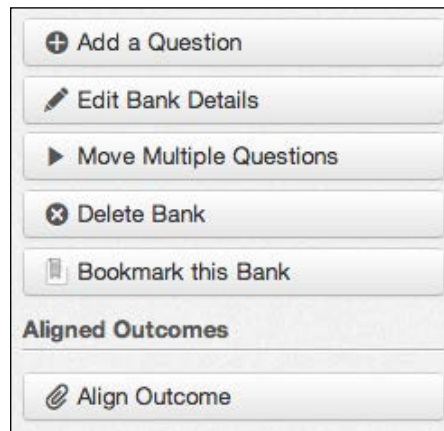 Add a Question
Edit Bank Details
Move Multiple Questions
Delete Bank
Bookmark this Bank
Aligned Outcomes
Align Outcome